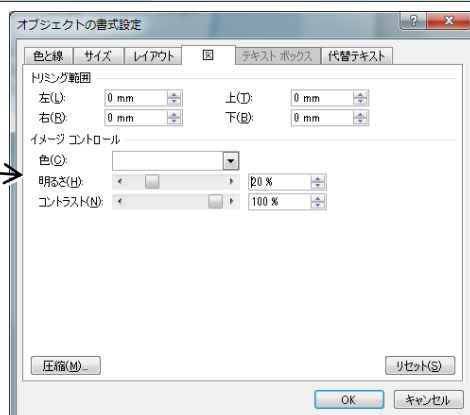 オブジェクトの書式設定
色と線 サイズ レイアウト 図 テキスト ボックス 代替テキスト
トリミング範囲
左(L): 0 mm 上(T): 0 mm
右(R): 0 mm 下(B): 0 mm
イメージ コントロール
色(C):
明るさ(H): 20 %
コントラスト(N): 100 %
圧縮(M)... リセット(S)
OK キャンセル